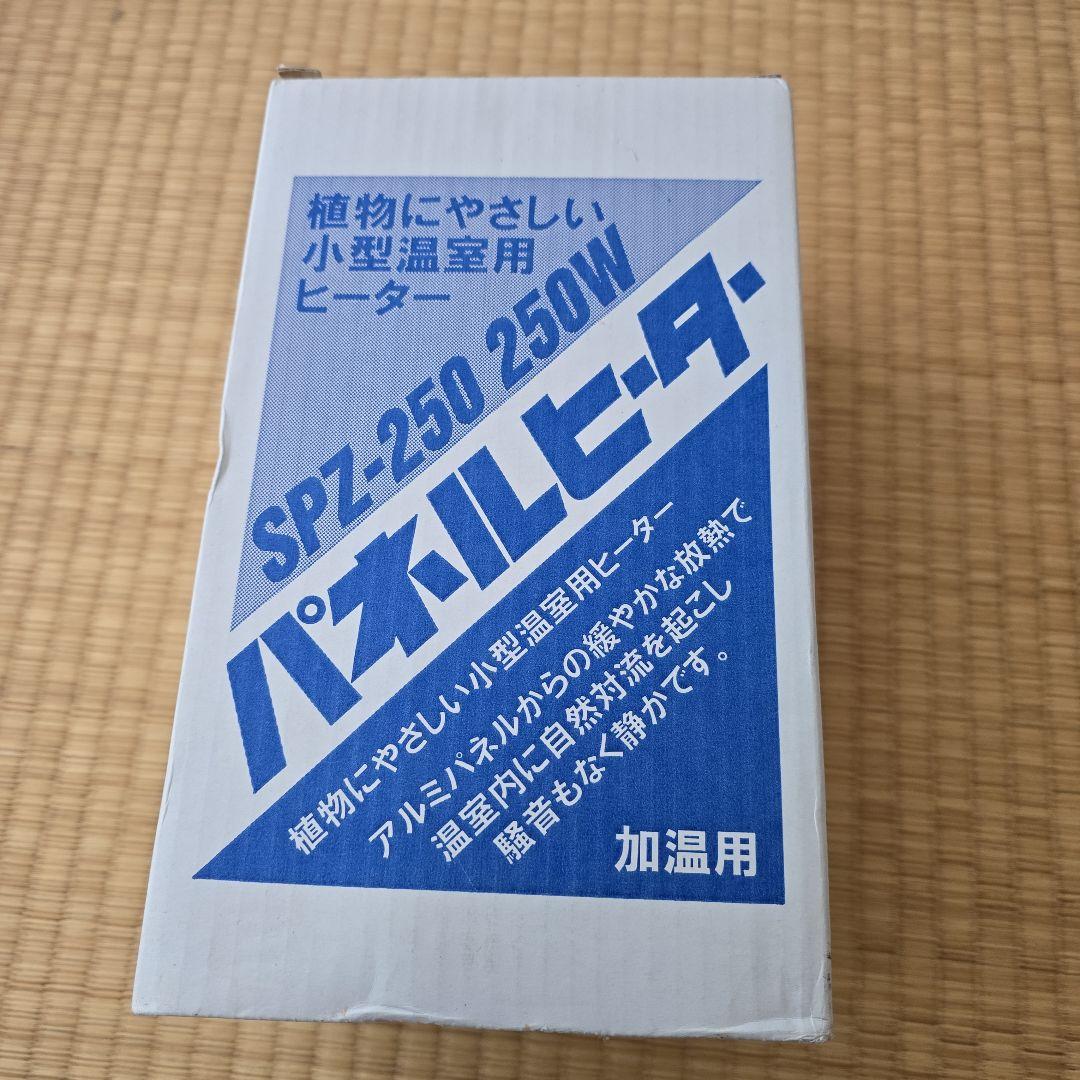 植物にやさしい
小型温室用
ヒーター
SPZ-250 250W
パネルヒーター
植物にやさしい小型温室用ヒーター
アルミパネルからの緩やかな放熱で
温室内に自然対流を起こし
騒音もなく静かです。
加温用